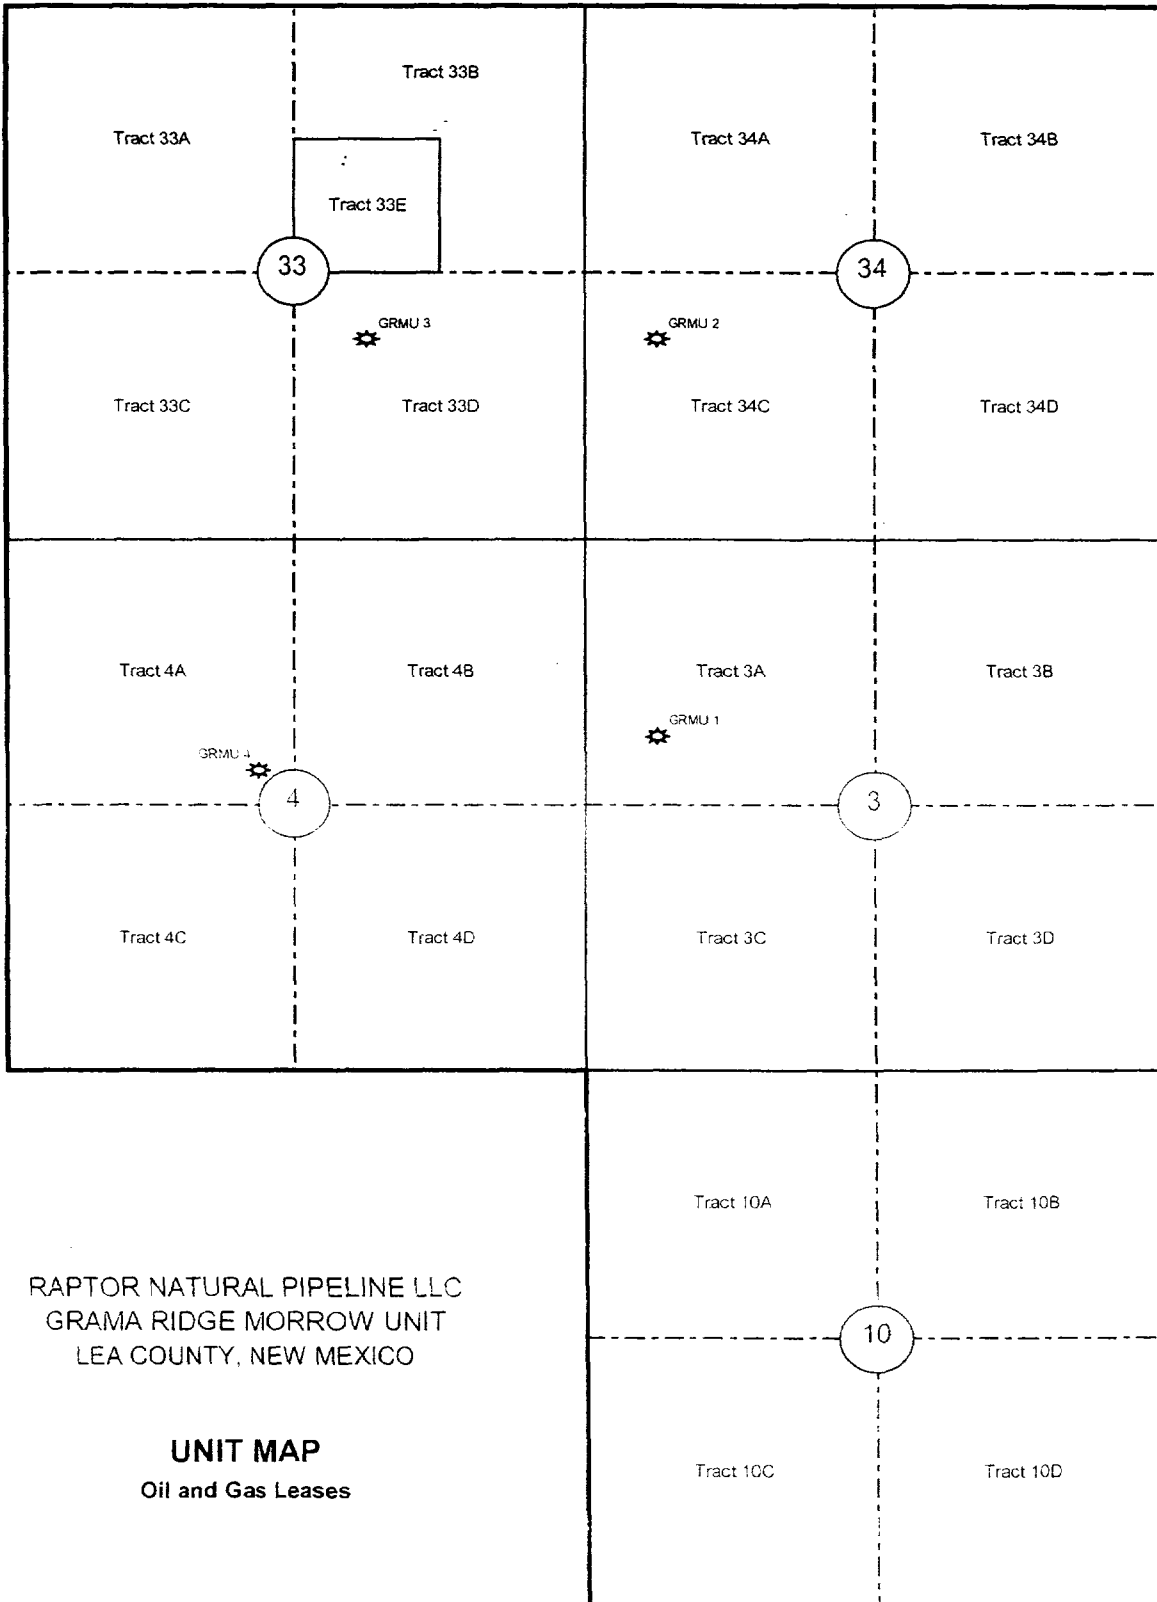 Tract 33B
Tract 33A
Tract 34A
Tract 34B
Tract 33E
33
34
GRMU 3
GRMU 2
Tract 33C
Tract 33D
Tract 34C
Tract 34D
Tract 4A
Tract 4B
Tract 3A
Tract 3B
GRMU 1
GRMU 4
4
3
Tract 4C
Tract 4D
Tract 3C
Tract 3D
Tract 10A
Tract 10B
RAPTOR NATURAL PIPELINE LLC
GRAMA RIDGE MORROW UNIT
LEA COUNTY, NEW MEXICO
10
UNIT MAP
Oil and Gas Leases
Tract 10C
Tract 10D